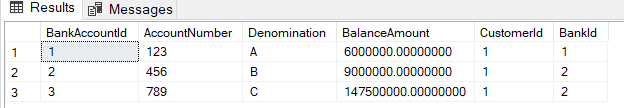 Results Messages
BankAccountId AccountNumber Denomination BalanceAmount CustomerId BankId
1 1 123 A 6000000.00000000 1 1
2 2 456 B 9000000.00000000 1 2
3 3 789 C 147500000.00000000 1 2